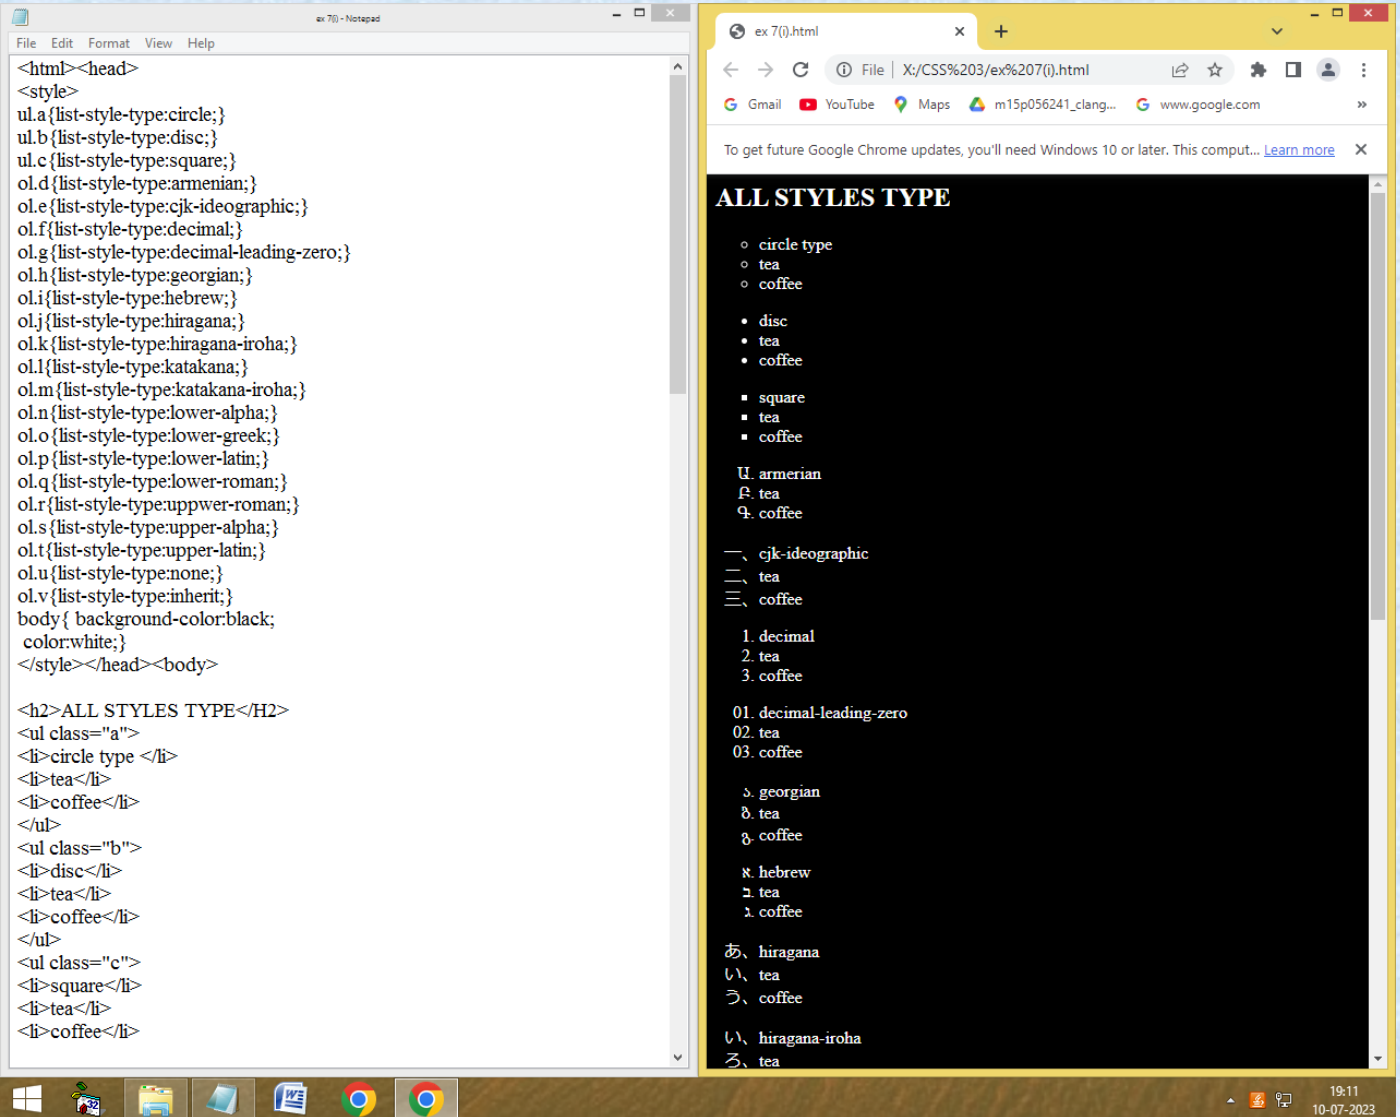 ex 7(i) - Notepad
File Edit Format View Help
<html><head>
<style>
ul.a{list-style-type:circle;}
ul.b{list-style-type:disc;}
ul.c{list-style-type:square;}
ol.d{list-style-type:armenian;}
ol.e{list-style-type:cjk-ideographic;}
ol.f{list-style-type:decimal;}
ol.g{list-style-type:decimal-leading-zero;}
ol.h{list-style-type:georgian;}
ol.i{list-style-type:hebrew;}
ol.j{list-style-type:hiragana;}
ol.k{list-style-type:hiragana-iroha;}
ol.l{list-style-type:katakana;}
ol.m{list-style-type:katakana-iroha;}
ol.n{list-style-type:lower-alpha;}
ol.o{list-style-type:lower-greek;}
ol.p{list-style-type:lower-latin;}
ol.q{list-style-type:lower-roman;}
ol.r{list-style-type:uppwer-roman;}
ol.s{list-style-type:upper-alpha;}
ol.t{list-style-type:upper-latin;}
ol.u{list-style-type:none;}
ol.v{list-style-type:inherit;}
body{ background-color:black;
color:white;}
</style></head><body>
<h2>ALL STYLES TYPE</H2>
<ul class="a">
<li>circle type </li>
<li>tea</li>
<li>coffee</li>
</ul>
<ul class="b">
<li>disc</li>
<li>tea</li>
<li>coffee</li>
</ul>
<ul class="c">
<li>square</li>
<li>tea</li>
<li>coffee</li>
ex 7(i).html
File X:/CSS%203/ex%207(i).html
Gmail YouTube Maps m15p056241_clang... www.google.com »
To get future Google Chrome updates, you'll need Windows 10 or later. This comput... Learn more
ALL STYLES TYPE
circle type
tea
coffee
disc
tea
coffee
square
tea
coffee
Ա. armerian
Բ. tea
Գ. coffee
一、 cjk-ideographic
二、 tea
三、 coffee
1. decimal
2. tea
3. coffee
01. decimal-leading-zero
02. tea
03. coffee
ა. georgian
ბ. tea
გ. coffee
א. hebrew
ב. tea
ג. coffee
あ、 hiragana
い、 tea
う、 coffee
い、 hiragana-iroha
ろ、 tea
32
19:11
10-07-2023